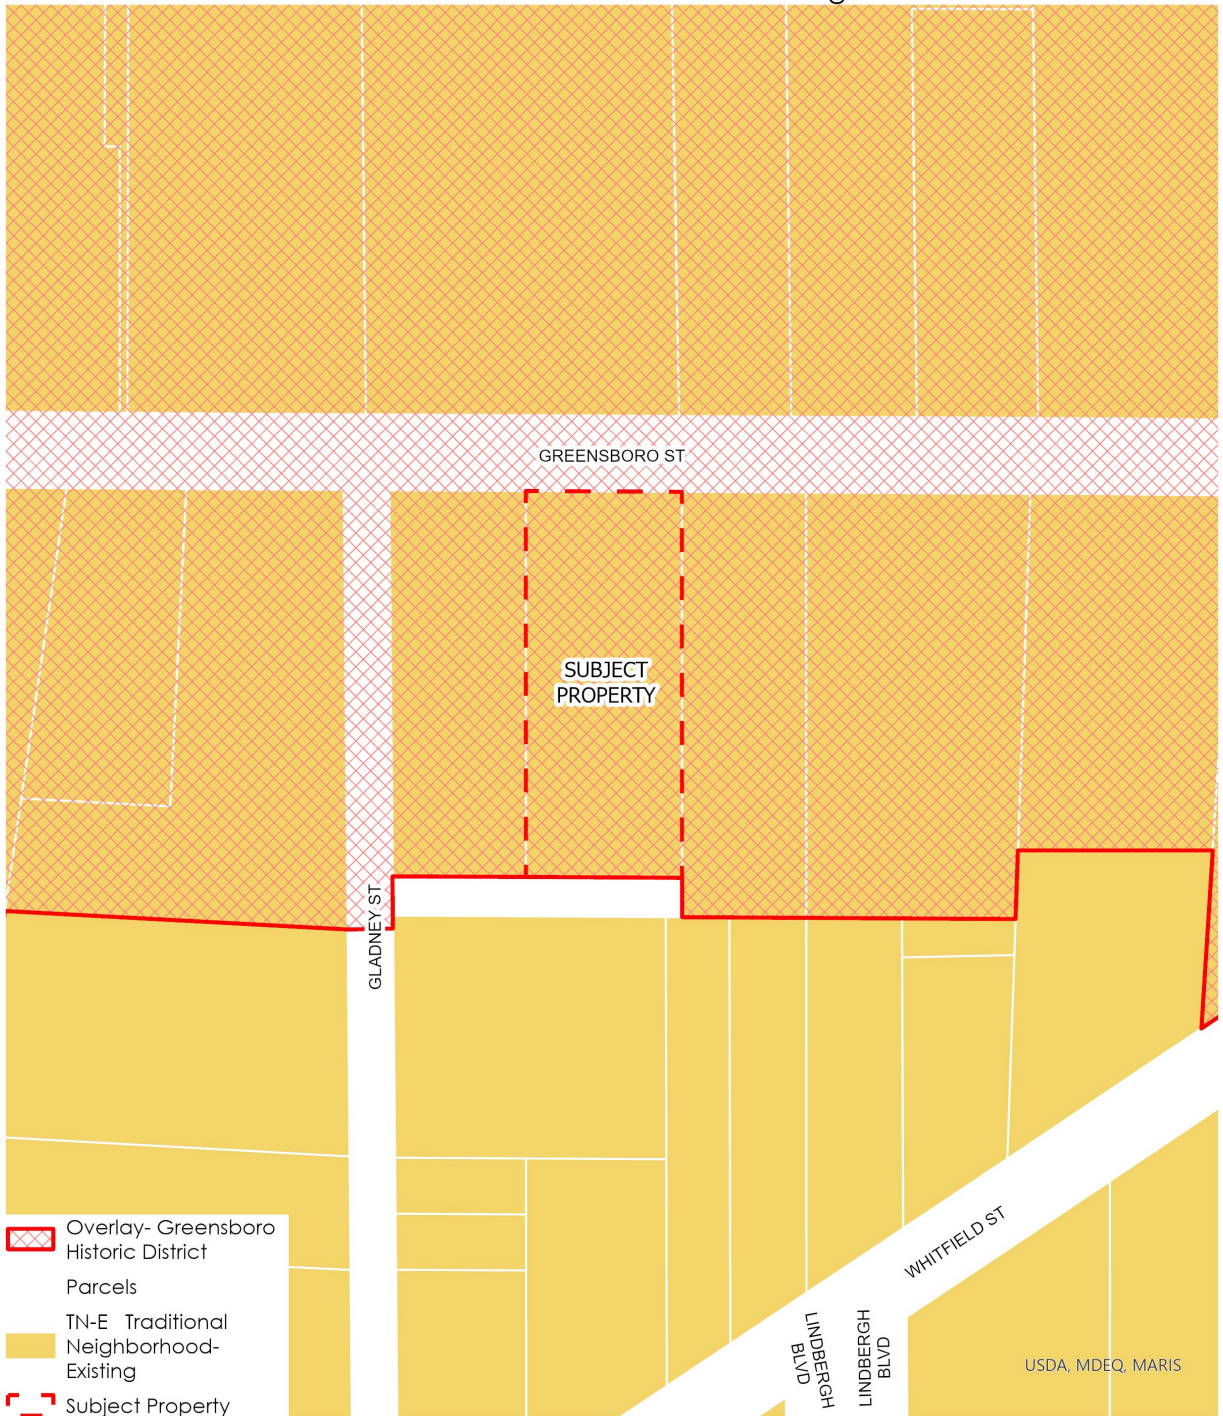 GREENSBORO ST
SUBJECT
PROPERTY
GLADNEY ST
WHITFIELD ST
LINDBERGH
BLVD
LINDBERGH
BLVD
Overlay- Greensboro
Historic District
Parcels
TN-E Traditional
Neighborhood-
Existing
Subject Property
USDA, MDEQ, MARIS